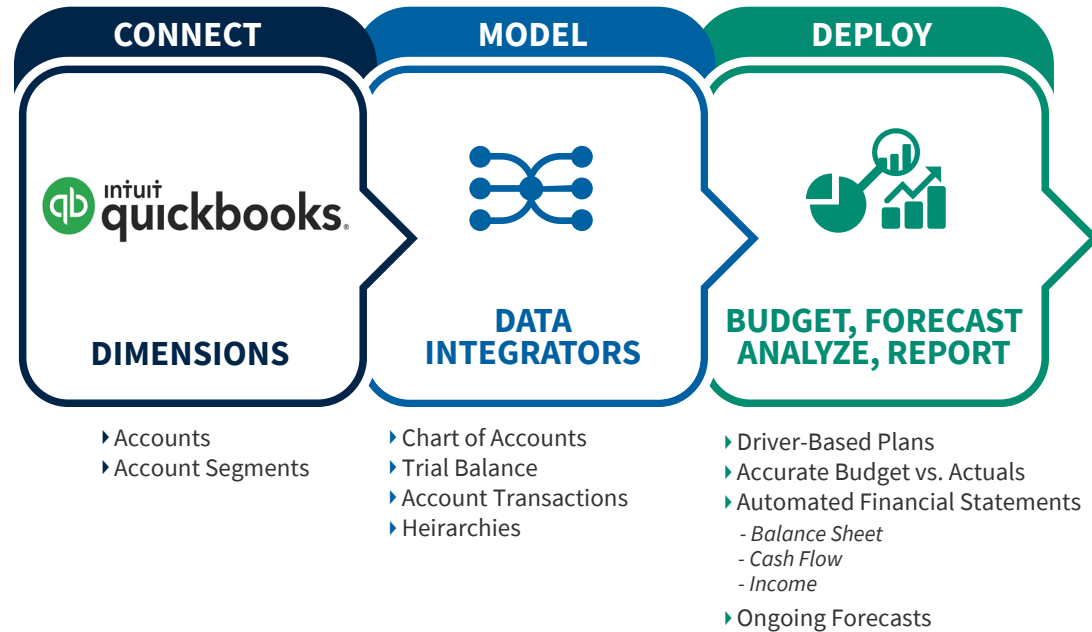 CONNECT
MODEL
DEPLOY
qb
intuit
quickbooks.
DIMENSIONS
DATA
INTEGRATORS
BUDGET, FORECAST
ANALYZE, REPORT
Accounts
Account Segments
Chart of Accounts
Trial Balance
Account Transactions
Heirarchies
Driver-Based Plans
Accurate Budget vs. Actuals
Automated Financial Statements
- Balance Sheet
- Cash Flow
- Income
Ongoing Forecasts